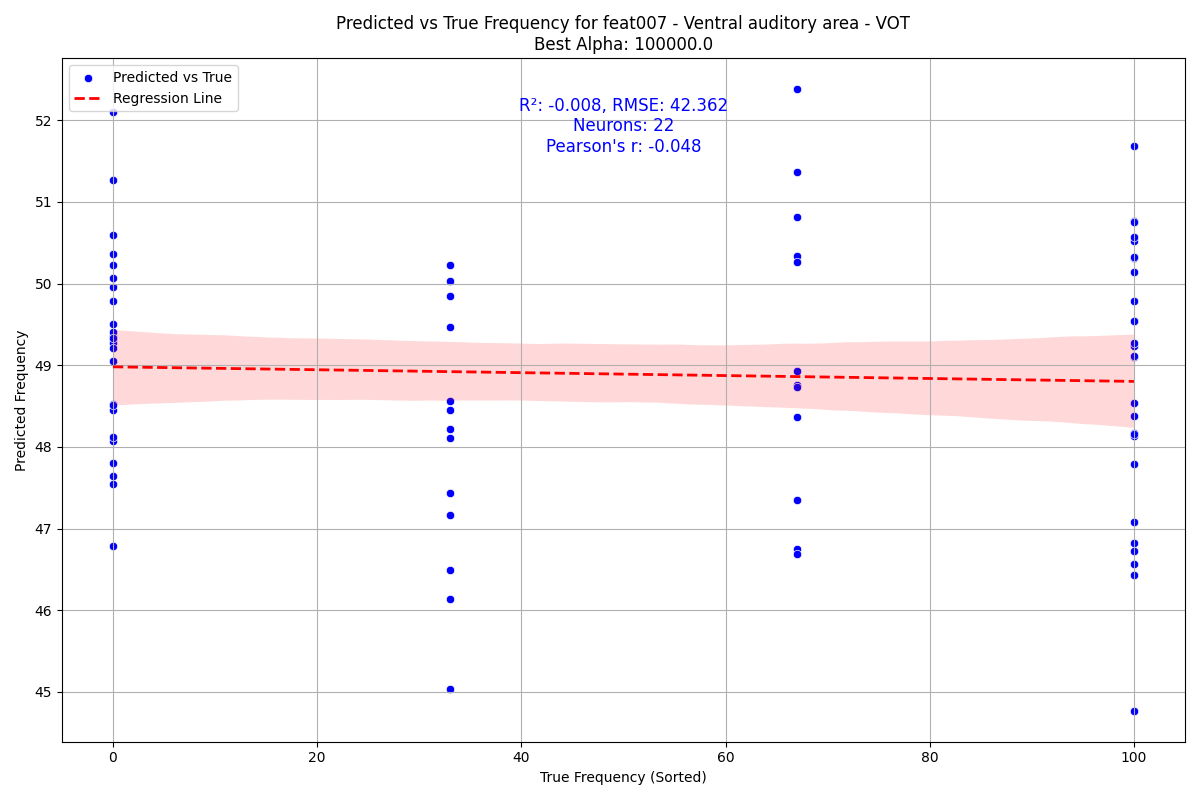 Predicted vs True Frequency for feat007 - Ventral auditory area - VOT
Best Alpha: 100000.0
Predicted vs True
Regression Line
R²: -0.008, RMSE: 42.362
Neurons: 22
Pearson's r: -0.048
Predicted Frequency
52
51
50
49
48
47
46
45
0 20 40 60 80 100
True Frequency (Sorted)